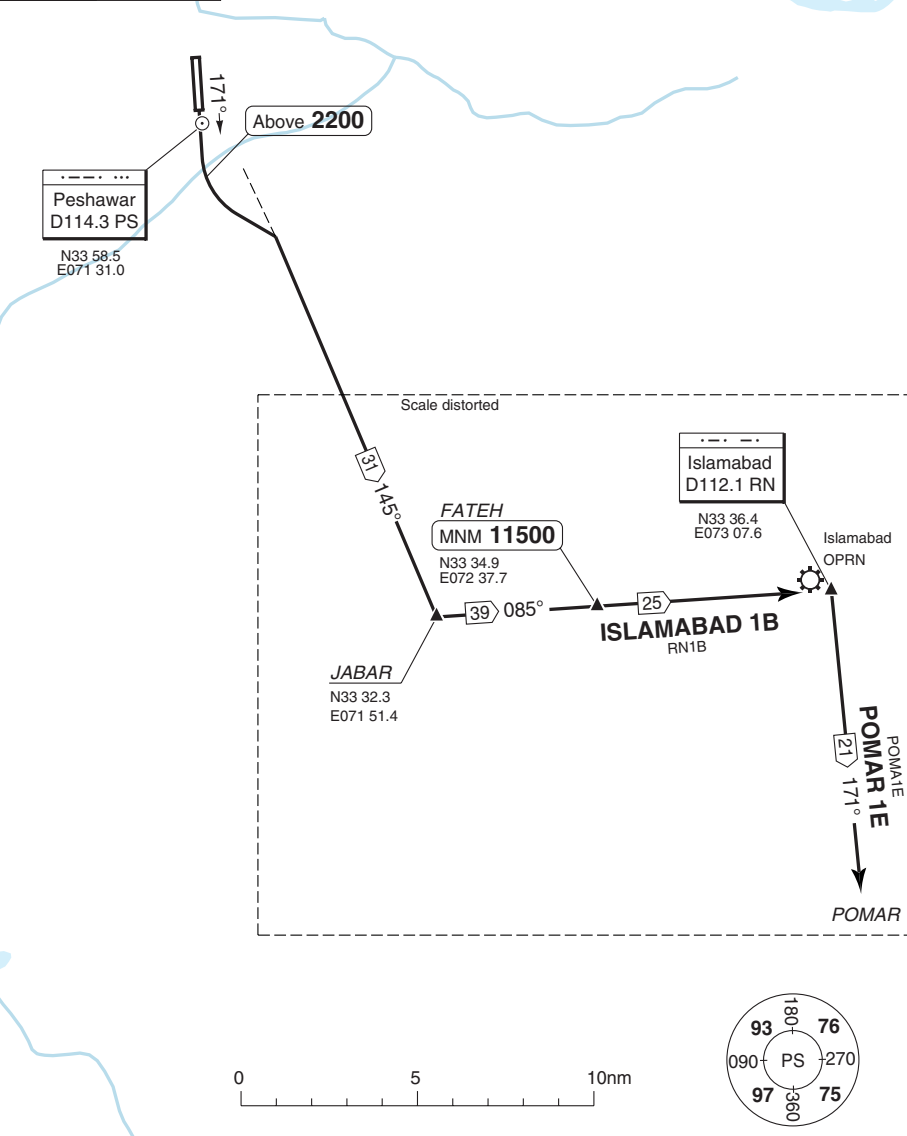 171°
Above 2200
Peshawar
D114.3 PS
N33 58.5
E071 31.0
Scale distorted
31
145°
FATEH
MNM 11500
N33 34.9
E072 37.7
Islamabad
D112.1 RN
N33 36.4
E073 07.6
Islamabad
OPRN
39 085°
25
ISLAMABAD 1B
RN1B
JABAR
N33 32.3
E071 51.4
21 171°
POMAR 1E
POMA1E
POMAR
0 5 10nm
180
93 76
090 PS 270
97 75
360